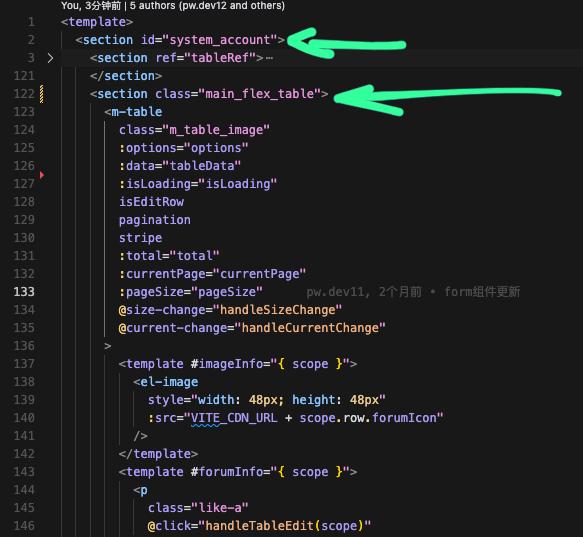 You, 3分钟前 | 5 authors (pw.dev12 and others)
1 <template>
2 <section id="system_account">
3 <section ref="tableRef">⋯
121 </section>
122 <section class="main_flex_table">
123 <m-table
124 class="m_table_image"
125 :options="options"
126 :data="tableData"
127 :isLoading="isLoading"
128 isEditRow
129 pagination
130 stripe
131 :total="total"
132 :currentPage="currentPage"
133 :pageSize="pageSize" pw.dev11, 2个月前 • form组件更新
134 @size-change="handleSizeChange"
135 @current-change="handleCurrentChange"
136 >
137 <template #imageInfo="{ scope }">
138 <el-image
139 style="width: 48px; height: 48px"
140 :src="VITE_CDN_URL + scope.row.forumIcon"
141 />
142 </template>
143 <template #forumInfo="{ scope }">
144 <p
145 class="like-a"
146 @click="handleTableEdit(scope)"